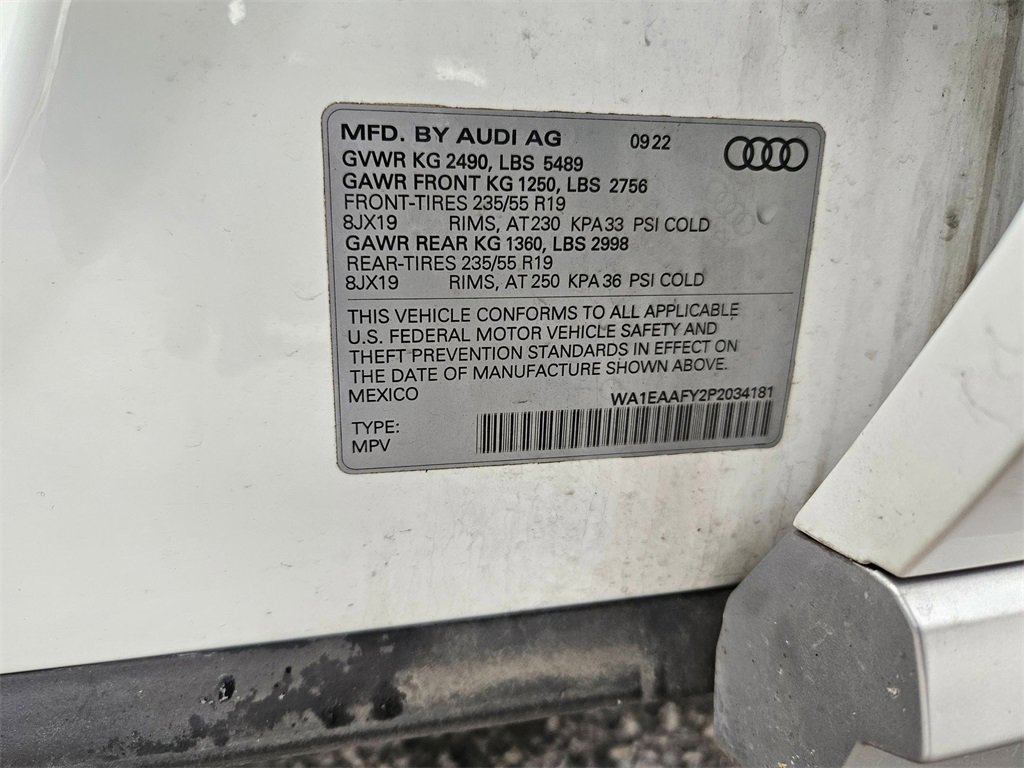 MFD. BY AUDI AG 09 22
GVWR KG 2490, LBS 5489
GAWR FRONT KG 1250, LBS 2756
FRONT-TIRES 235/55 R19
8JX19 RIMS, AT 230 KPA 33 PSI COLD
GAWR REAR KG 1360, LBS 2998
REAR-TIRES 235/55 R19
8JX19 RIMS, AT 250 KPA 36 PSI COLD
THIS VEHICLE CONFORMS TO ALL APPLICABLE
U.S. FEDERAL MOTOR VEHICLE SAFETY AND
THEFT PREVENTION STANDARDS IN EFFECT ON
THE DATE OF MANUFACTURE SHOWN ABOVE.
MEXICO WA1EAAFY2P2034181
TYPE:
MPV